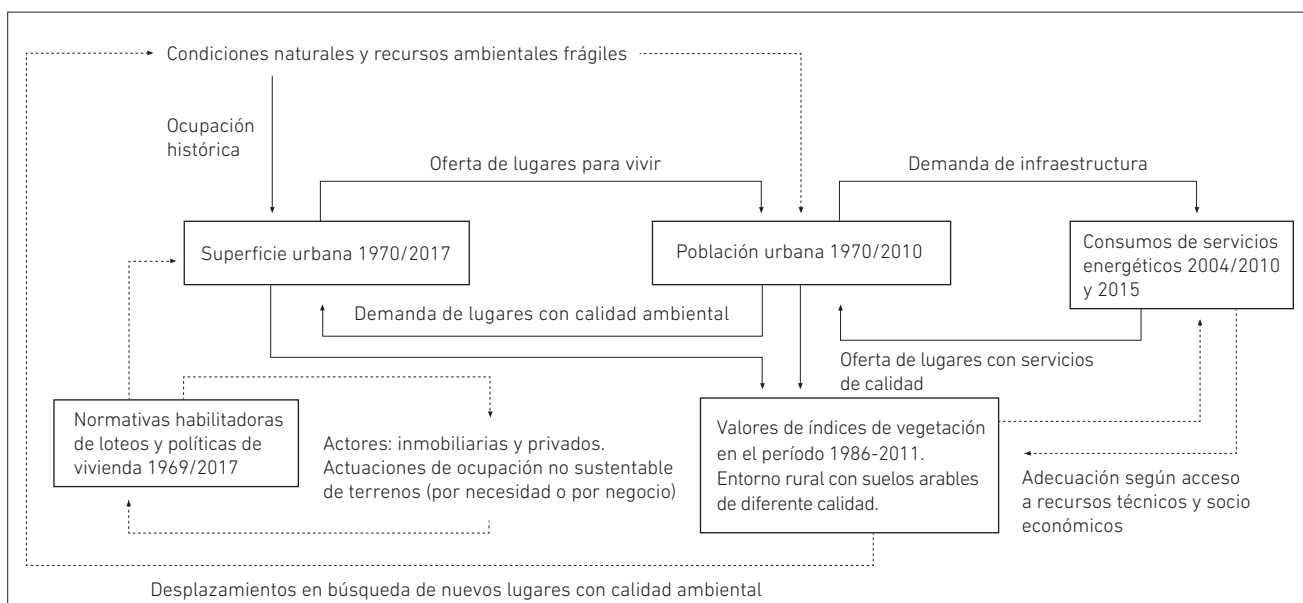 Condiciones naturales y recursos ambientales frágiles
Ocupación
histórica
Oferta de lugares para vivir
Demanda de infraestructura
Superficie urbana 1970/2017
Población urbana 1970/2010
Consumos de servicios
energéticos 2004/2010
y 2015
Demanda de lugares con calidad ambiental
Oferta de lugares con servicios
de calidad
Normativas habilitadoras
de loteos y políticas de
vivienda 1969/2017
Actores: inmobiliarias y privados.
Actuaciones de ocupación no sustentable
de terrenos (por necesidad o por negocio)
Valores de índices de vegetación
en el período 1986-2011.
Entorno rural con suelos arables
de diferente calidad.
Adecuación según acceso
a recursos técnicos y socio
económicos
Desplazamientos en búsqueda de nuevos lugares con calidad ambiental